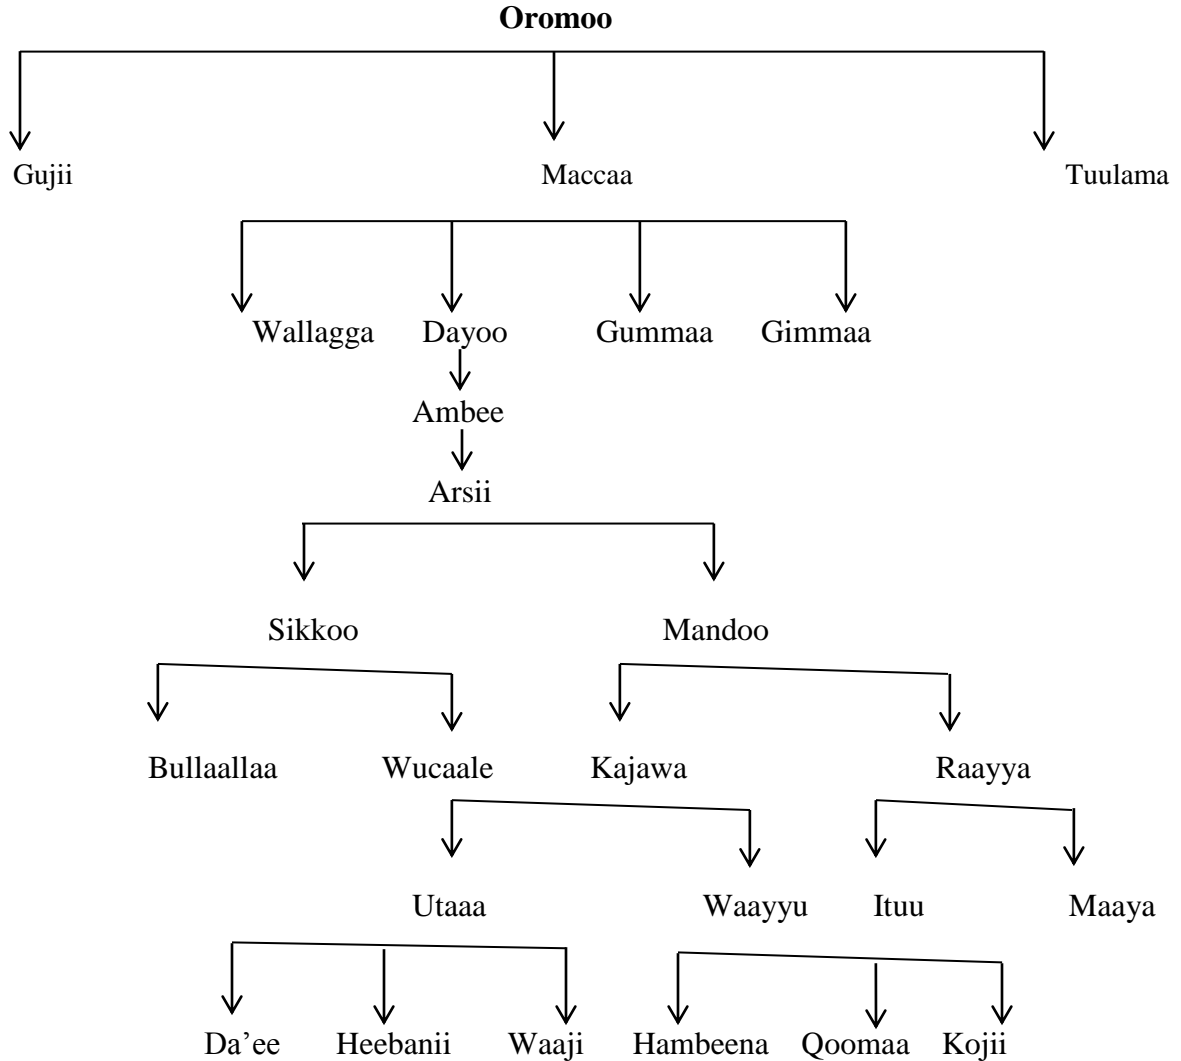 Oromoo
Gujii Maccaa Tuulama
Wallagga Dayoo Gummaa Gimmaa
Ambee
Arsii
Sikkoo Mandoo
Bullaallaa Wucaale Kajawa Raayya
Utaaa Waayyu Ituu Maaya
Da’ee Heebanii Waaji Hambeena Qoomaa Kojii